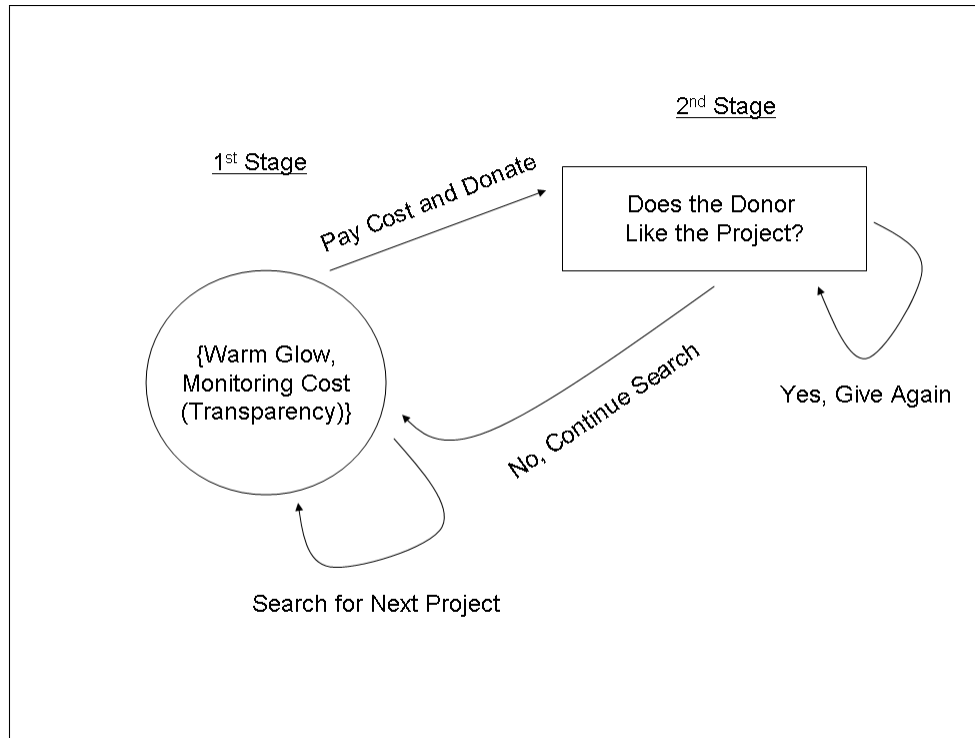 2nd Stage
1st Stage
Pay Cost and Donate
Does the Donor
Like the Project?
{Warm Glow,
Monitoring Cost
(Transparency)}
No, Continue Search
Yes, Give Again
Search for Next Project